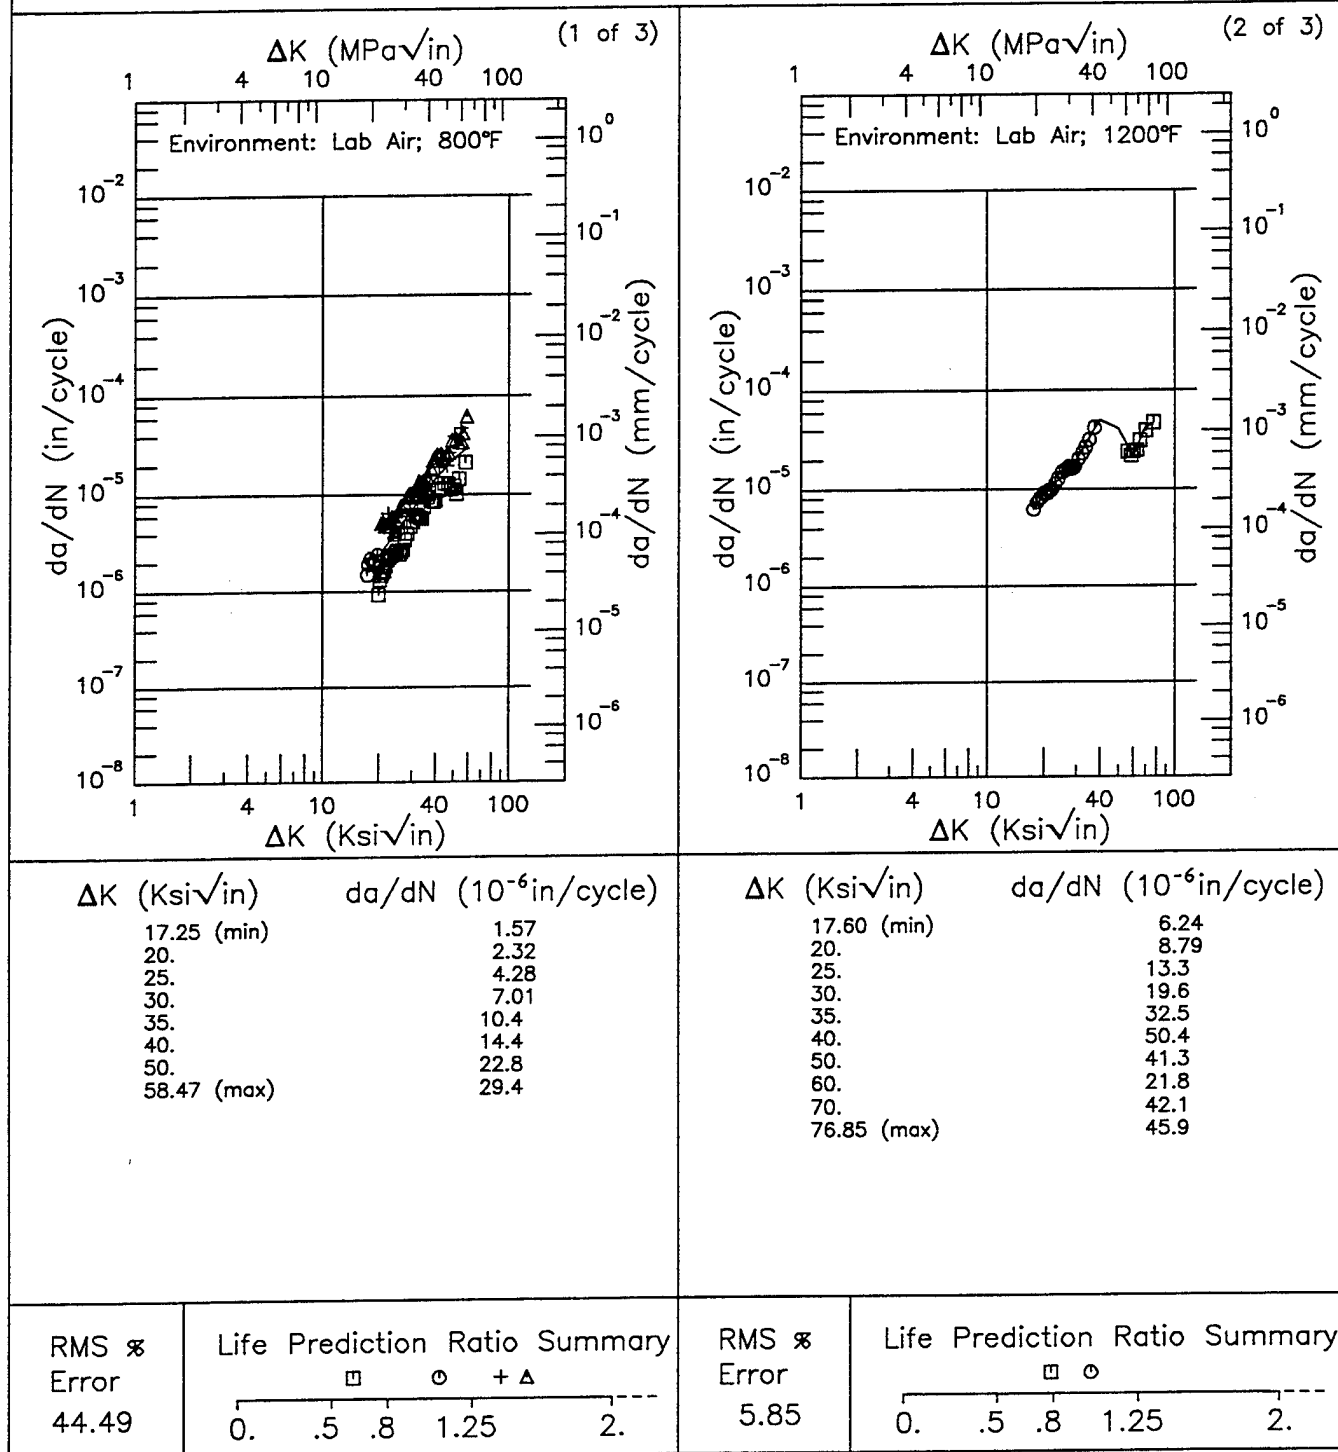 (1 of 3)
ΔK (MPa√in)
1 4 10 40 100
Environment: Lab Air; 800°F
10⁰
10⁻²
10⁻¹
10⁻³
10⁻²
10⁻⁴
10⁻³
10⁻⁵
10⁻⁴
10⁻⁶
10⁻⁵
10⁻⁷
10⁻⁶
10⁻⁸
da/dN (in/cycle)
da/dN (mm/cycle)
1 4 10 40 100
ΔK (Ksi√in)
ΔK (Ksi√in) da/dN (10⁻⁶in/cycle)
17.25 (min) 1.57
20. 2.32
25. 4.28
30. 7.01
35. 10.4
40. 14.4
50. 22.8
58.47 (max) 29.4
RMS %
Error
44.49
Life Prediction Ratio Summary
0. .5 .8 1.25 2.
(2 of 3)
ΔK (MPa√in)
1 4 10 40 100
Environment: Lab Air; 1200°F
10⁰
10⁻²
10⁻¹
10⁻³
10⁻²
10⁻⁴
10⁻³
10⁻⁵
10⁻⁴
10⁻⁶
10⁻⁵
10⁻⁷
10⁻⁶
10⁻⁸
da/dN (in/cycle)
da/dN (mm/cycle)
1 4 10 40 100
ΔK (Ksi√in)
ΔK (Ksi√in) da/dN (10⁻⁶in/cycle)
17.60 (min) 6.24
20. 8.79
25. 13.3
30. 19.6
35. 32.5
40. 50.4
50. 41.3
60. 21.8
70. 42.1
76.85 (max) 45.9
RMS %
Error
5.85
Life Prediction Ratio Summary
0. .5 .8 1.25 2.